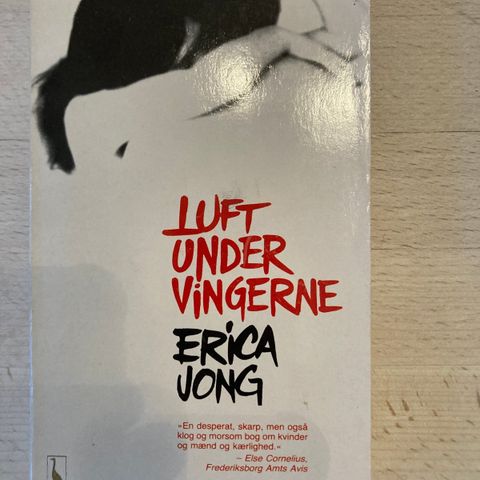 LUFT
UNDER
VINGERNE
ERICA
JONG
»En desperat, skarp, men også
klog og morsom bog om kvinder
og mænd og kærlighed.«
– Else Cornelius,
Frederiksborg Amts Avis